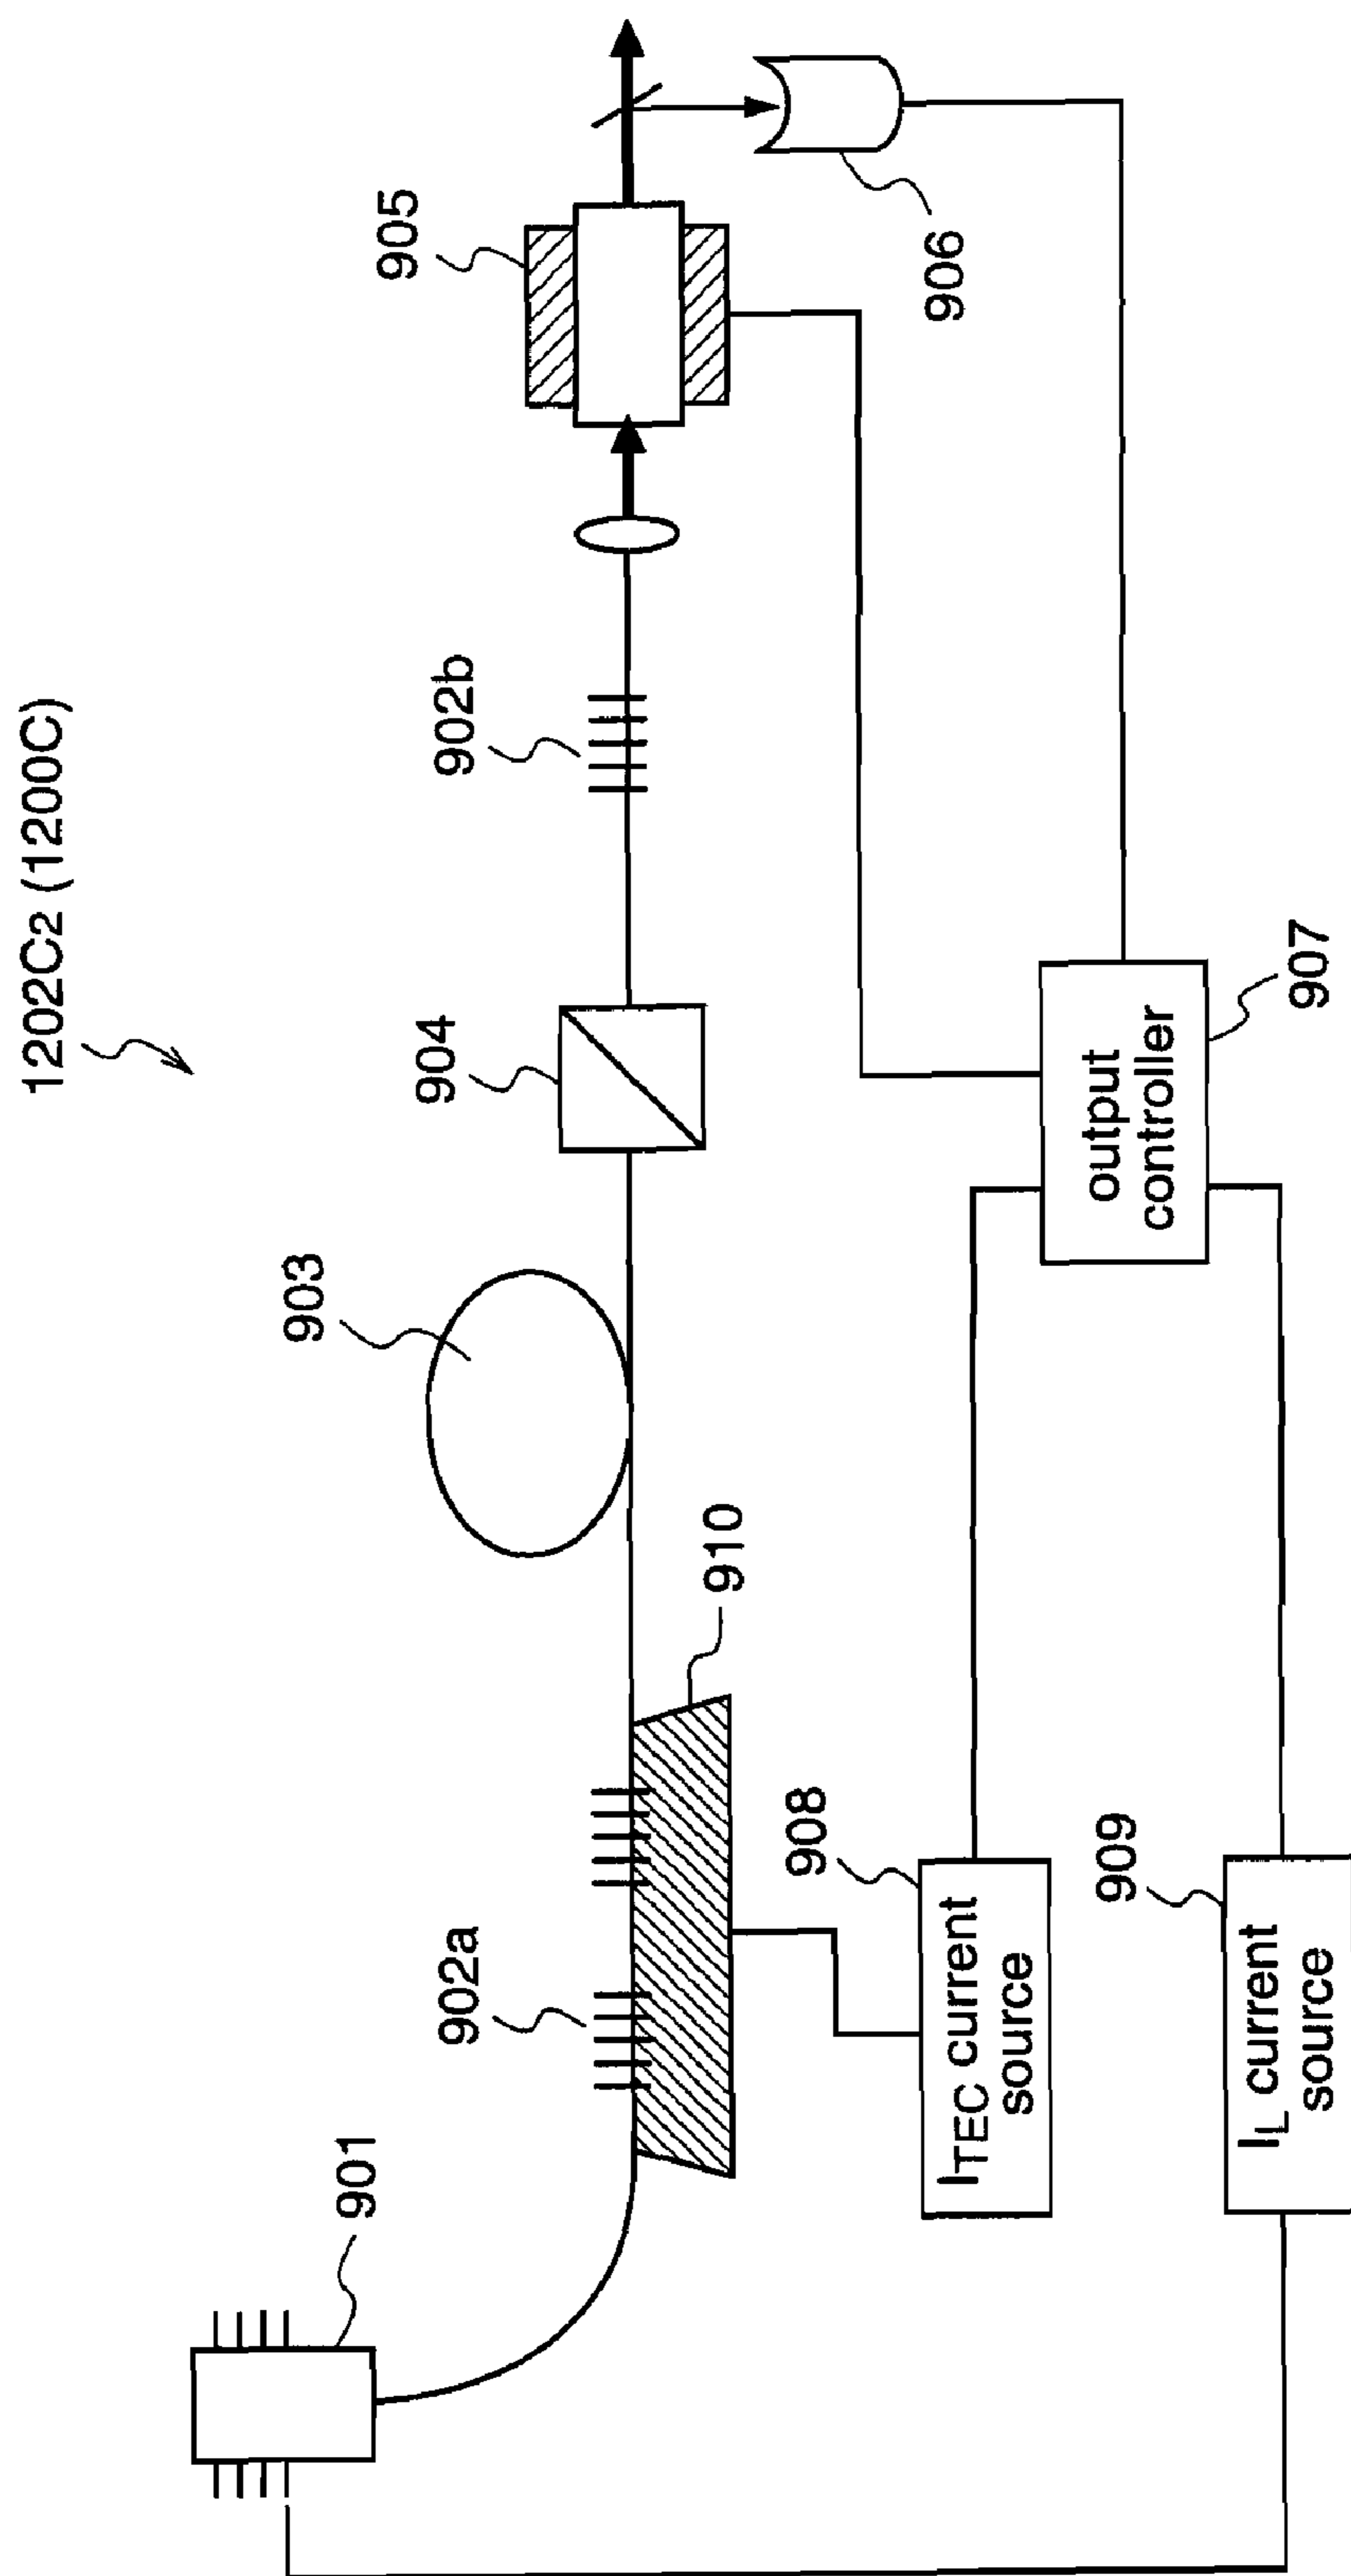 1202C2 (1200C)
901
902a
910
903
904
902b
905
906
ITEC current
source
908
IL current
source
909
output
controller
907